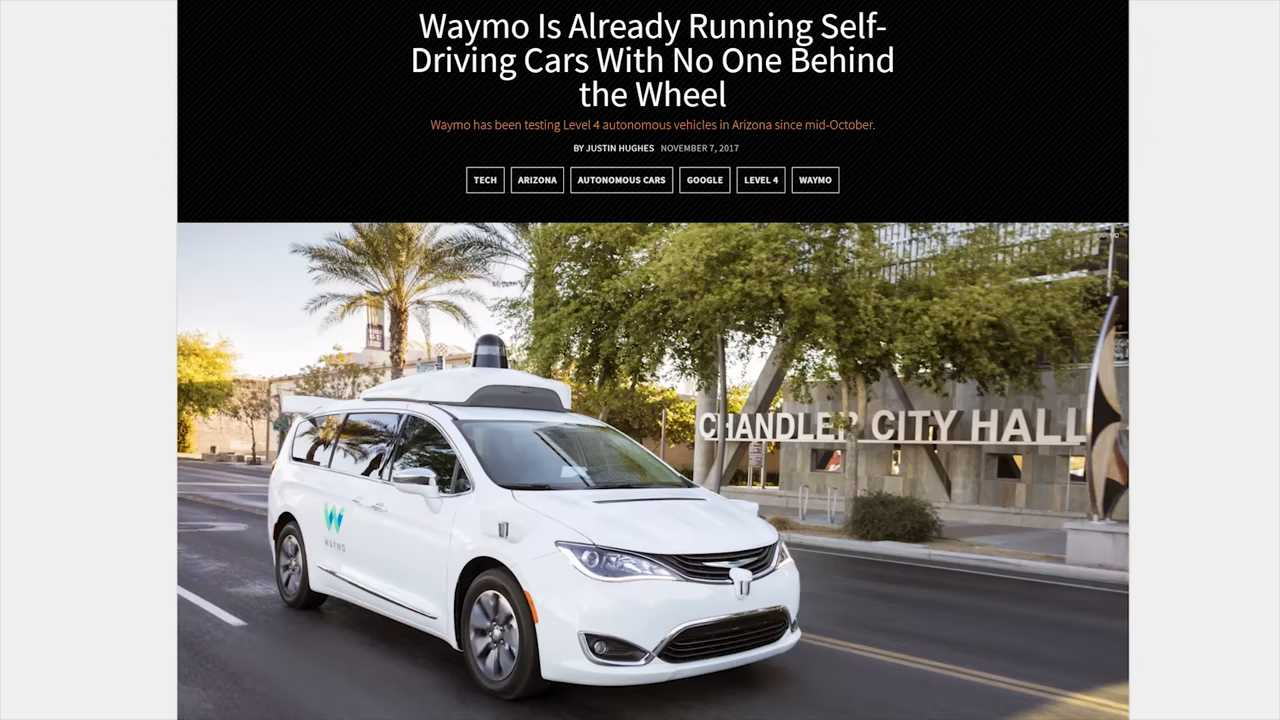 Waymo Is Already Running Self-
Driving Cars With No One Behind
the Wheel
Waymo has been testing Level 4 autonomous vehicles in Arizona since mid-October.
BY JUSTIN HUGHES NOVEMBER 7, 2017
TECH ARIZONA AUTONOMOUS CARS GOOGLE LEVEL 4 WAYMO
WAYMO
CHANDLER CITY HALL
WAYMO